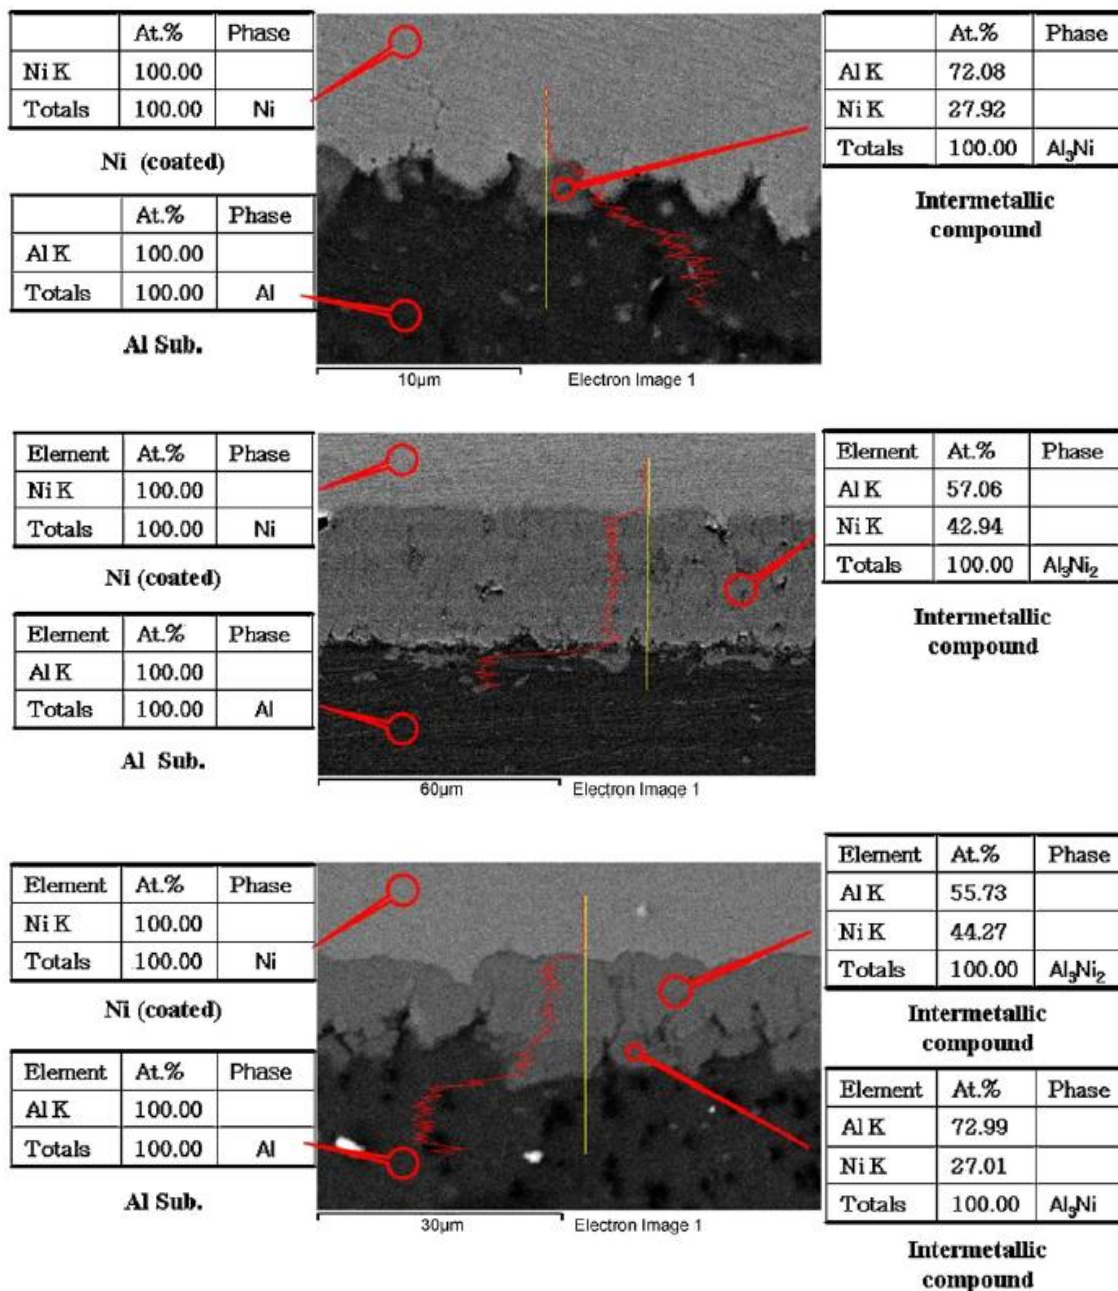 At.% Phase
Ni K 100.00
Totals 100.00 Ni
Ni (coated)
At.% Phase
Al K 100.00
Totals 100.00 Al
Al Sub.
10µm Electron Image 1
At.% Phase
Al K 72.08
Ni K 27.92
Totals 100.00 Al₃Ni
Intermetallic
compound
Element At.% Phase
Ni K 100.00
Totals 100.00 Ni
Ni (coated)
Element At.% Phase
Al K 100.00
Totals 100.00 Al
Al Sub.
60µm Electron Image 1
Element At.% Phase
Al K 57.06
Ni K 42.94
Totals 100.00 Al₃Ni₂
Intermetallic
compound
Element At.% Phase
Ni K 100.00
Totals 100.00 Ni
Ni (coated)
Element At.% Phase
Al K 100.00
Totals 100.00 Al
Al Sub.
30µm Electron Image 1
Element At.% Phase
Al K 55.73
Ni K 44.27
Totals 100.00 Al₃Ni₂
Intermetallic
compound
Element At.% Phase
Al K 72.99
Ni K 27.01
Totals 100.00 Al₃Ni
Intermetallic
compound